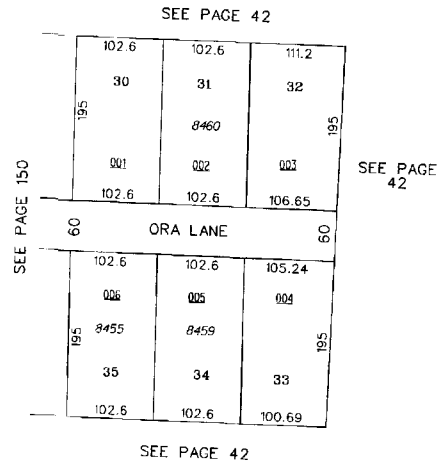 SEE PAGE 42
102.6 102.6 111.2
30 31 32
195 195
8460
SEE PAGE 42
001 002 003
102.6 102.6 106.65
SEE PAGE 150
60 ORA LANE 60
102.6 102.6 105.24
006 005 004
8455 8459
195 195
35 34 33
102.6 102.6 100.69
SEE PAGE 42